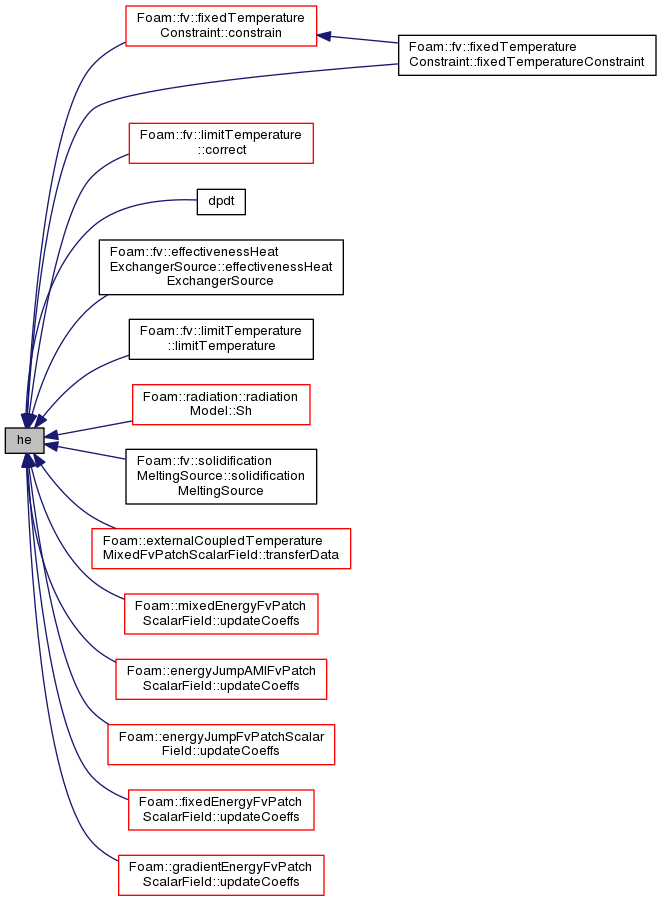 Foam::fv::fixedTemperature
Constraint::constrain
Foam::fv::fixedTemperature
Constraint::fixedTemperatureConstraint
Foam::fv::limitTemperature
::correct
dpdt
Foam::fv::effectivenessHeat
ExchangerSource::effectivenessHeat
ExchangerSource
Foam::fv::limitTemperature
::limitTemperature
Foam::radiation::radiation
Model::Sh
he
Foam::fv::solidification
MeltingSource::solidification
MeltingSource
Foam::externalCoupledTemperature
MixedFvPatchScalarField::transferData
Foam::mixedEnergyFvPatch
ScalarField::updateCoeffs
Foam::energyJumpAMIFvPatch
ScalarField::updateCoeffs
Foam::energyJumpFvPatchScalar
Field::updateCoeffs
Foam::fixedEnergyFvPatch
ScalarField::updateCoeffs
Foam::gradientEnergyFvPatch
ScalarField::updateCoeffs